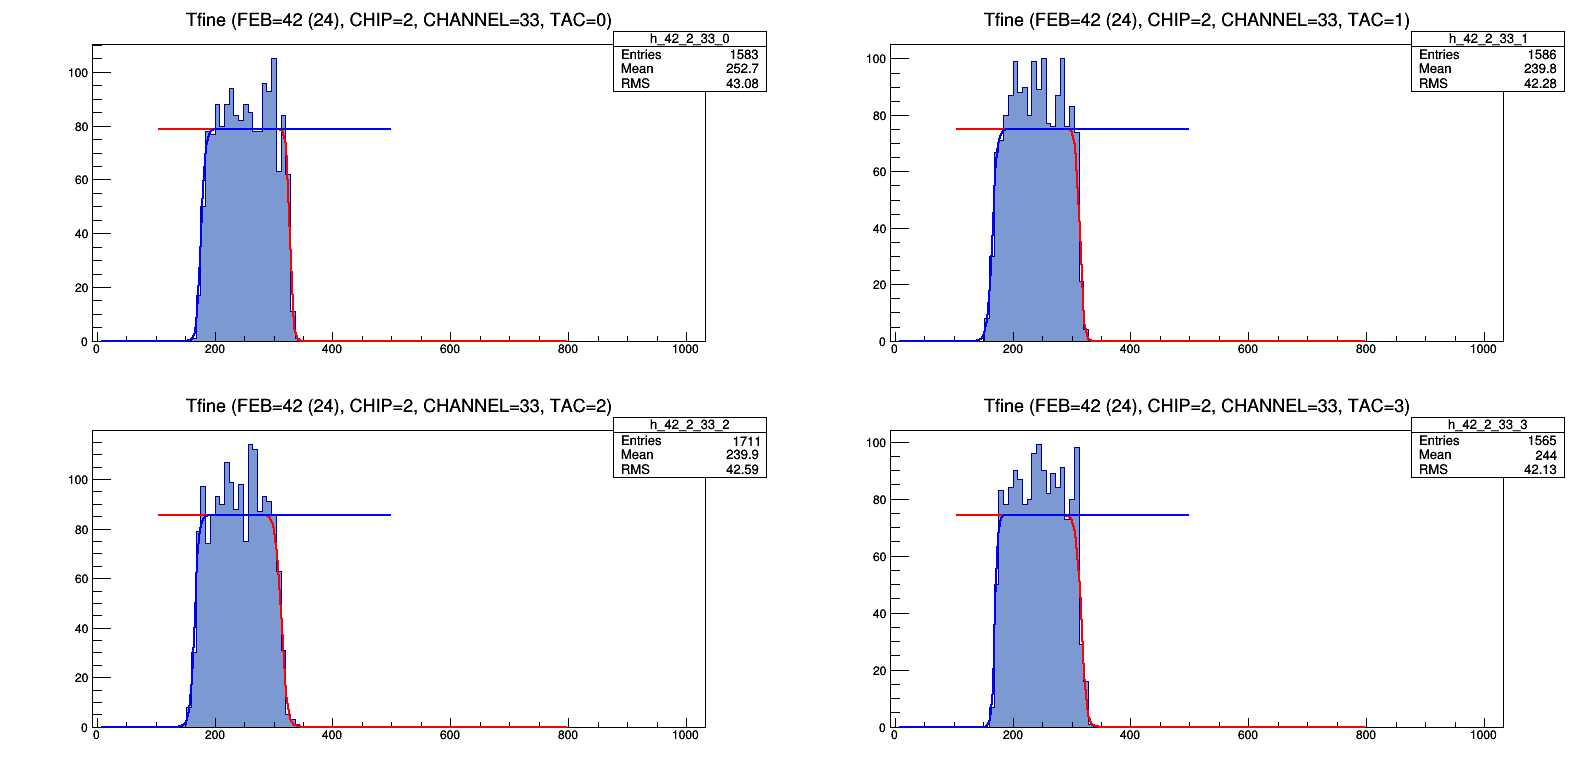 Tfine (FEB=42 (24), CHIP=2, CHANNEL=33, TAC=0)
h_42_2_33_0
Entries 1583
Mean 252.7
RMS 43.08
100
80
60
40
20
0
0 200 400 600 800 1000
Tfine (FEB=42 (24), CHIP=2, CHANNEL=33, TAC=1)
h_42_2_33_1
Entries 1586
Mean 239.8
RMS 42.28
100
80
60
40
20
0
0 200 400 600 800 1000
Tfine (FEB=42 (24), CHIP=2, CHANNEL=33, TAC=2)
h_42_2_33_2
Entries 1711
Mean 239.9
RMS 42.59
100
80
60
40
20
0
0 200 400 600 800 1000
Tfine (FEB=42 (24), CHIP=2, CHANNEL=33, TAC=3)
h_42_2_33_3
Entries 1565
Mean 244
RMS 42.13
100
80
60
40
20
0
0 200 400 600 800 1000